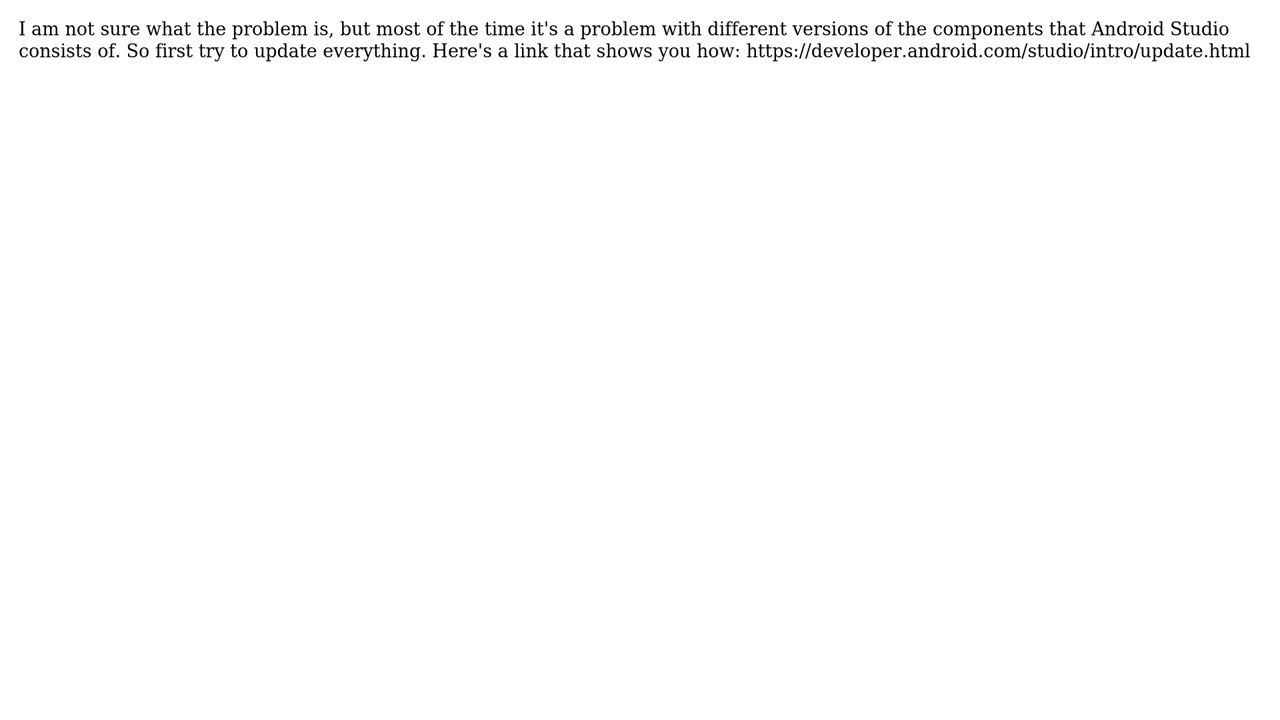 I am not sure what the problem is, but most of the time it's a problem with different versions of the components that Android Studio
consists of. So first try to update everything. Here's a link that shows you how: https://developer.android.com/studio/intro/update.html